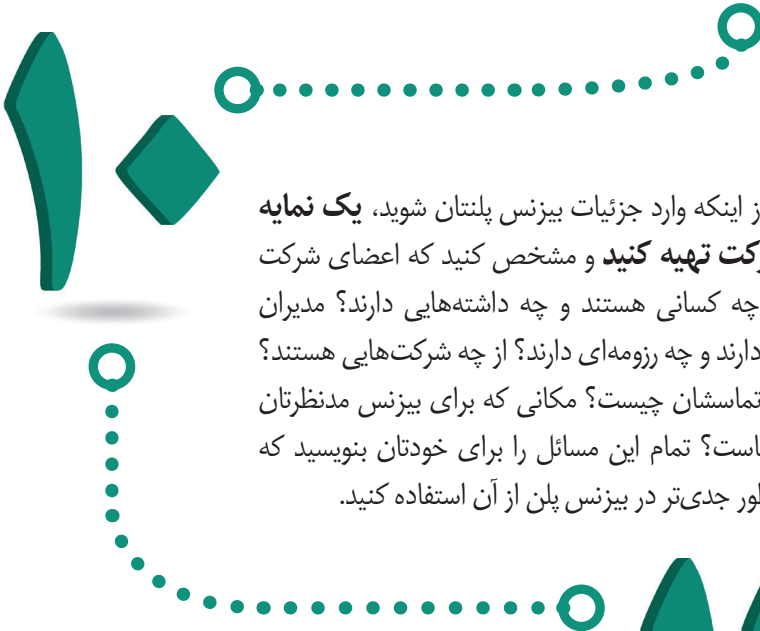 ۱۰
ز اینکه وارد جزئیات بیزنس پلنتان شوید، یک نمایه
رکت تهیه کنید و مشخص کنید که اعضای شرکت
چه کسانی هستند و چه داشته‌هایی دارند؟ مدیران
دارند و چه رزومه‌ای دارند؟ از چه شرکت‌هایی هستند؟
تماسشان چیست؟ مکانی که برای بیزنس مدنظرتان
است؟ تمام این مسائل را برای خودتان بنویسید که
طور جدی‌تر در بیزنس پلن از آن استفاده کنید.